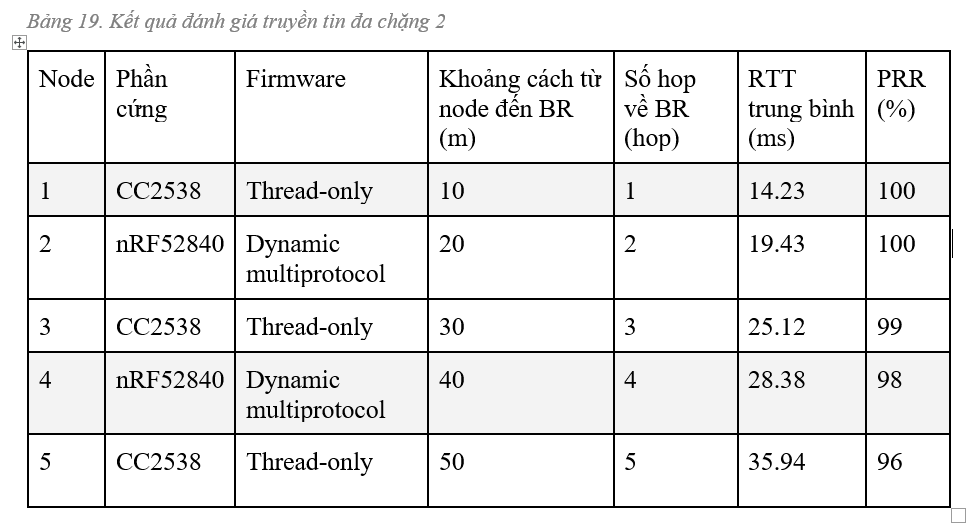 Bảng 19. Kết quả đánh giá truyền tin đa chặng 2
Node Phần cứng Firmware Khoảng cách từ node đến BR (m) Số hop về BR (hop) RTT trung bình (ms) PRR (%)
1 CC2538 Thread-only 10 1 14.23 100
2 nRF52840 Dynamic multiprotocol 20 2 19.43 100
3 CC2538 Thread-only 30 3 25.12 99
4 nRF52840 Dynamic multiprotocol 40 4 28.38 98
5 CC2538 Thread-only 50 5 35.94 96